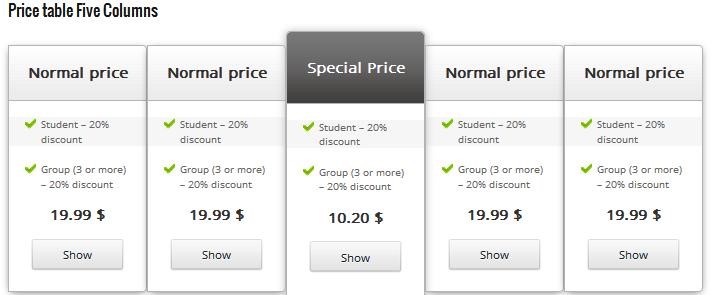 Price table Five Columns
Normal price
Student – 20%
discount
Group (3 or more)
– 20% discount
19.99 $
Show
Normal price
Student – 20%
discount
Group (3 or more)
– 20% discount
19.99 $
Show
Special Price
Student – 20%
discount
Group (3 or more)
– 20% discount
10.20 $
Show
Normal price
Student – 20%
discount
Group (3 or more)
– 20% discount
19.99 $
Show
Normal price
Student – 20%
discount
Group (3 or more)
– 20% discount
19.99 $
Show